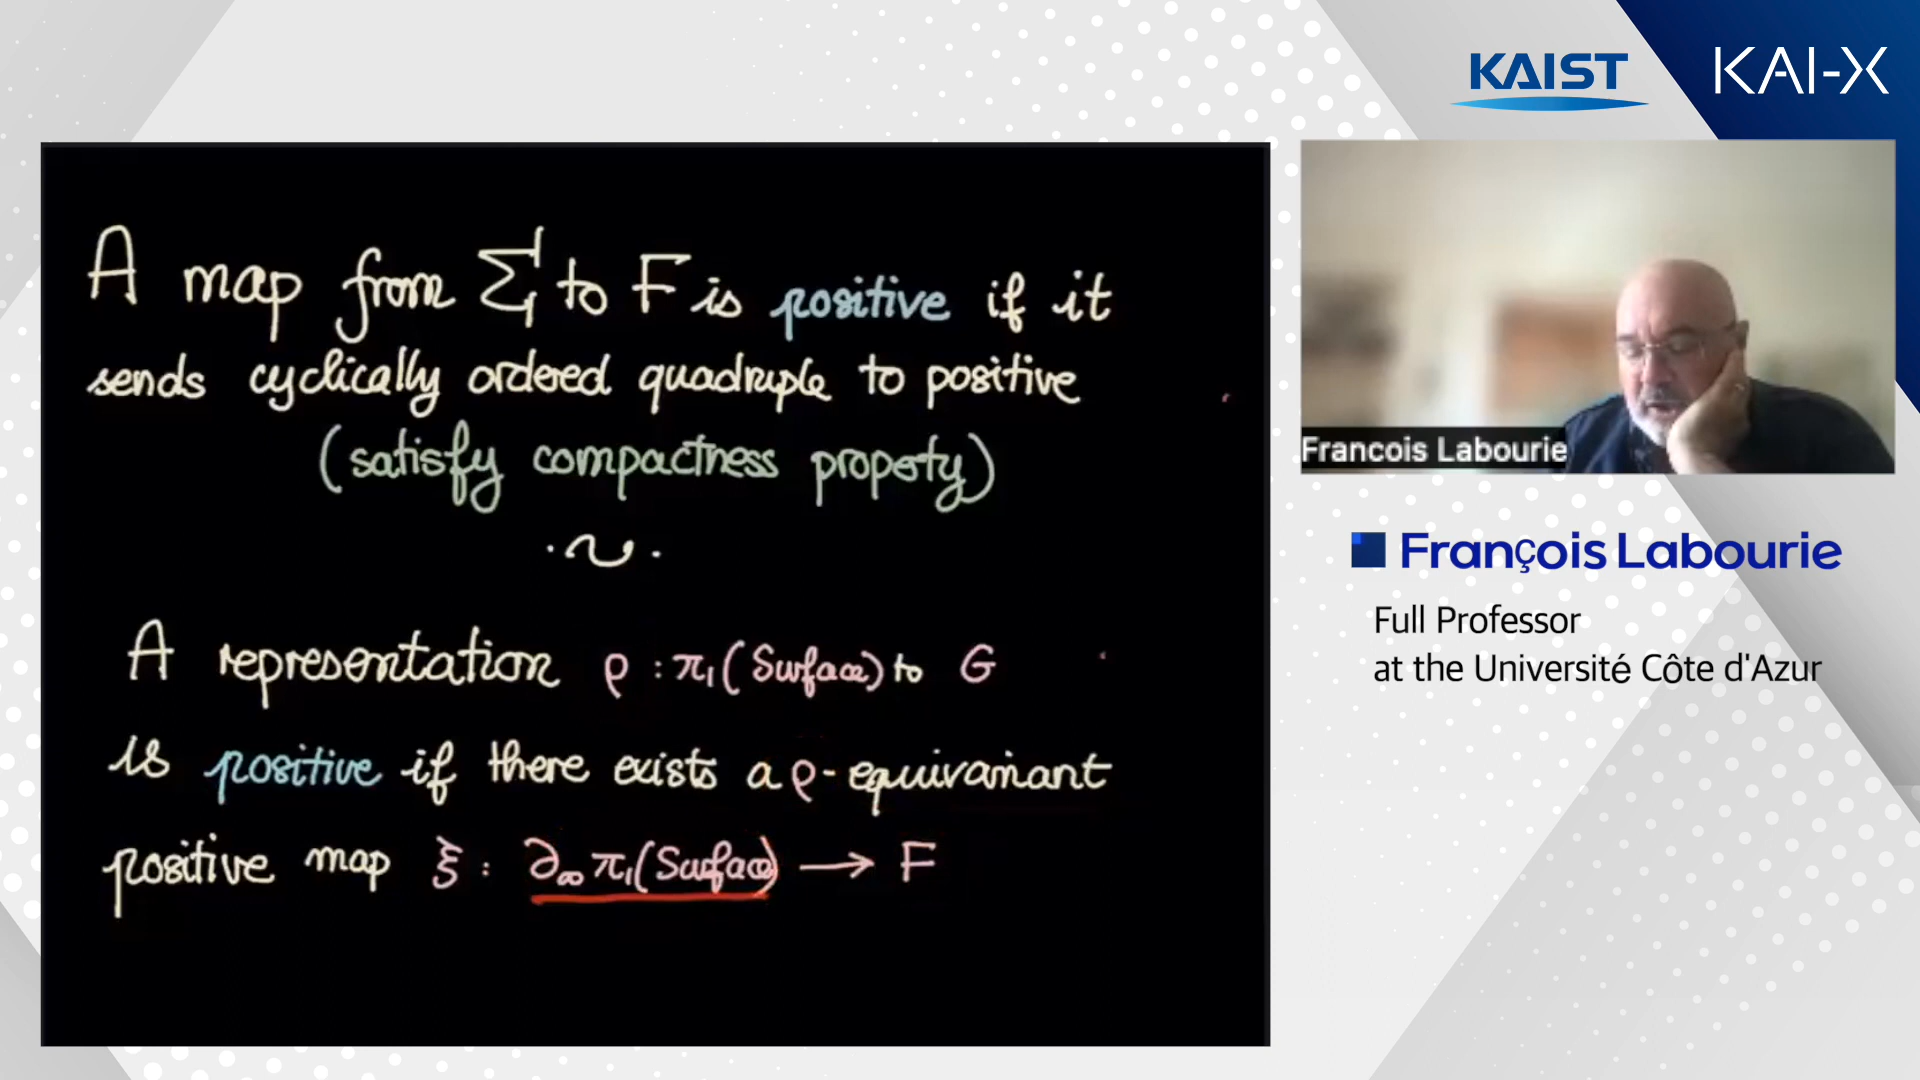 KAIST KAI-X
A map from Σ¹ to F is positive if it
sends cyclically ordered quadruple to positive
(satisfy compactness property)
. ~ .
A representation ρ : π₁(Surface) to G
is positive if there exists a ρ-equivariant
positive map ξ : ∂∞ π₁(Surface) → F
Francois Labourie
François Labourie
Full Professor
at the Université Côte d'Azur